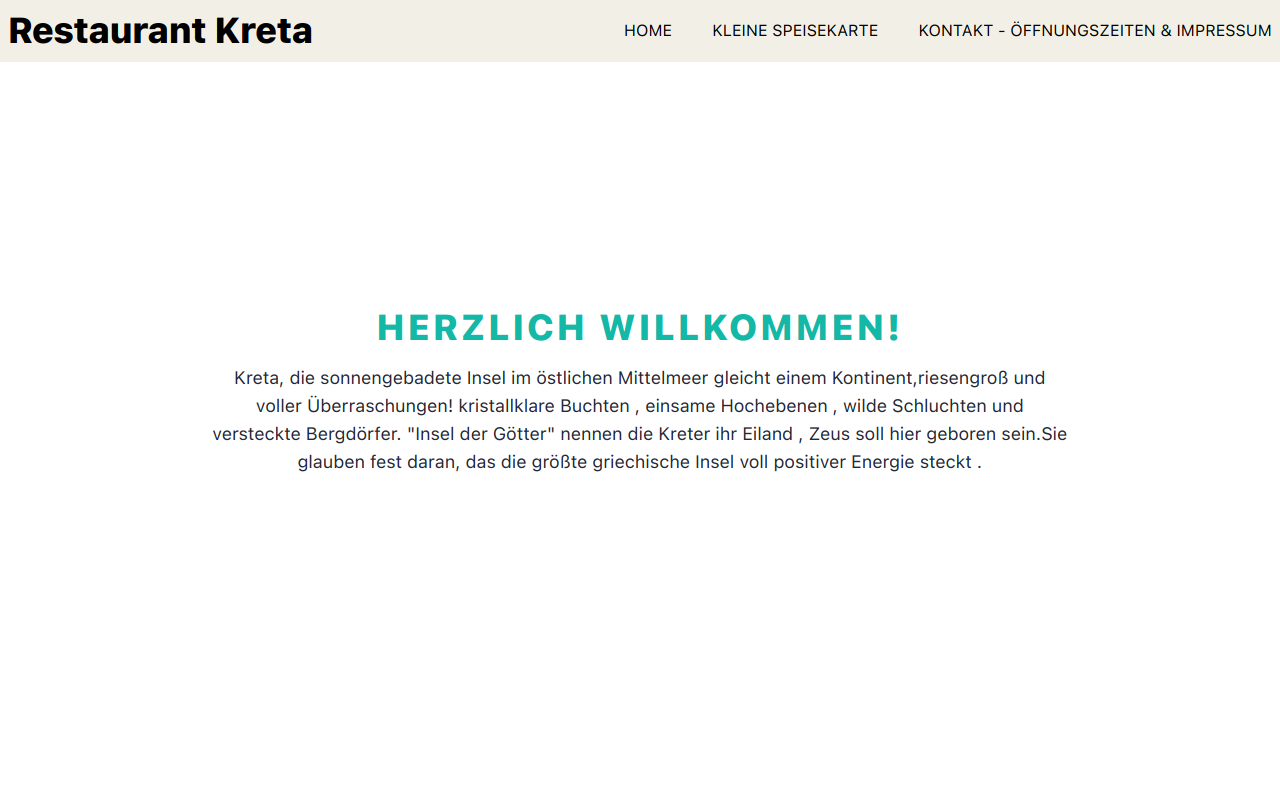 Restaurant Kreta
HOME
KLEINE SPEISEKARTE
KONTAKT - ÖFFNUNGSZEITEN & IMPRESSUM
HERZLICH WILLKOMMEN!
Kreta, die sonnengebadete Insel im östlichen Mittelmeer gleicht einem Kontinent,riesengroß und
voller Überraschungen! kristallklare Buchten , einsame Hochebenen , wilde Schluchten und
versteckte Bergdörfer. "Insel der Götter" nennen die Kreter ihr Eiland , Zeus soll hier geboren sein.Sie
glauben fest daran, das die größte griechische Insel voll positiver Energie steckt .